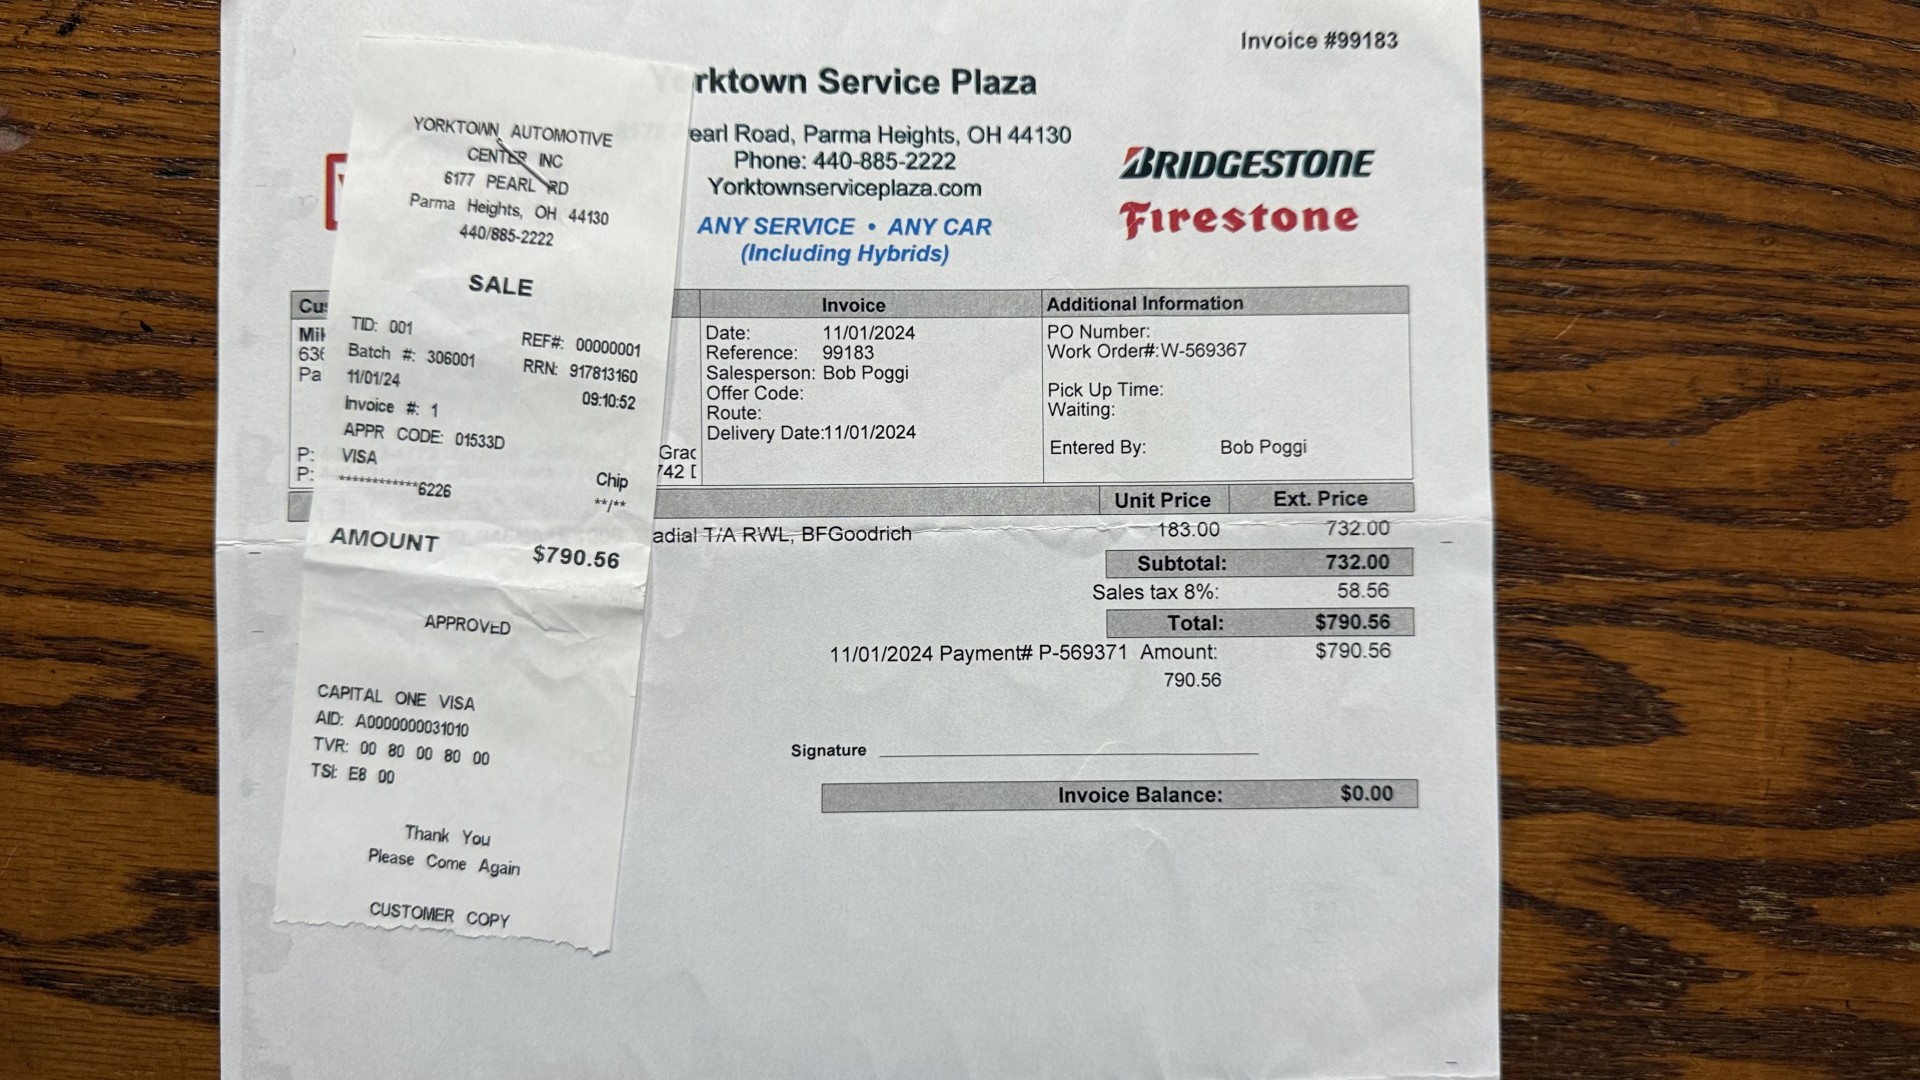 Invoice #99183
rktown Service Plaza
earl Road, Parma Heights, OH 44130
Phone: 440-885-2222
Yorktownserviceplaza.com
ANY SERVICE • ANY CAR
(Including Hybrids)
BRIDGESTONE
Firestone
YORKTOWN AUTOMOTIVE
CENTER INC
6177 PEARL RD
Parma Heights, OH 44130
440/885-2222
SALE
TID: 001 REF#: 00000001
Batch #: 306001 RRN: 917813160
11/01/24 09:10:52
Invoice #: 1
APPR CODE: 01533D
VISA Chip
************6226 **/**
AMOUNT $790.56
APPROVED
CAPITAL ONE VISA
AID: A0000000031010
TVR: 00 80 00 80 00
TSI: E8 00
Thank You
Please Come Again
CUSTOMER COPY
Cus
Mik
636
Pa
P:
P:
Grac
742 D
Invoice
Date: 11/01/2024
Reference: 99183
Salesperson: Bob Poggi
Offer Code:
Route:
Delivery Date:11/01/2024
Additional Information
PO Number:
Work Order#:W-569367
Pick Up Time:
Waiting:
Entered By: Bob Poggi
Unit Price Ext. Price
adial T/A RWL, BFGoodrich 183.00 732.00
Subtotal: 732.00
Sales tax 8%: 58.56
Total: $790.56
11/01/2024 Payment# P-569371 Amount: $790.56
790.56
Signature
Invoice Balance: $0.00